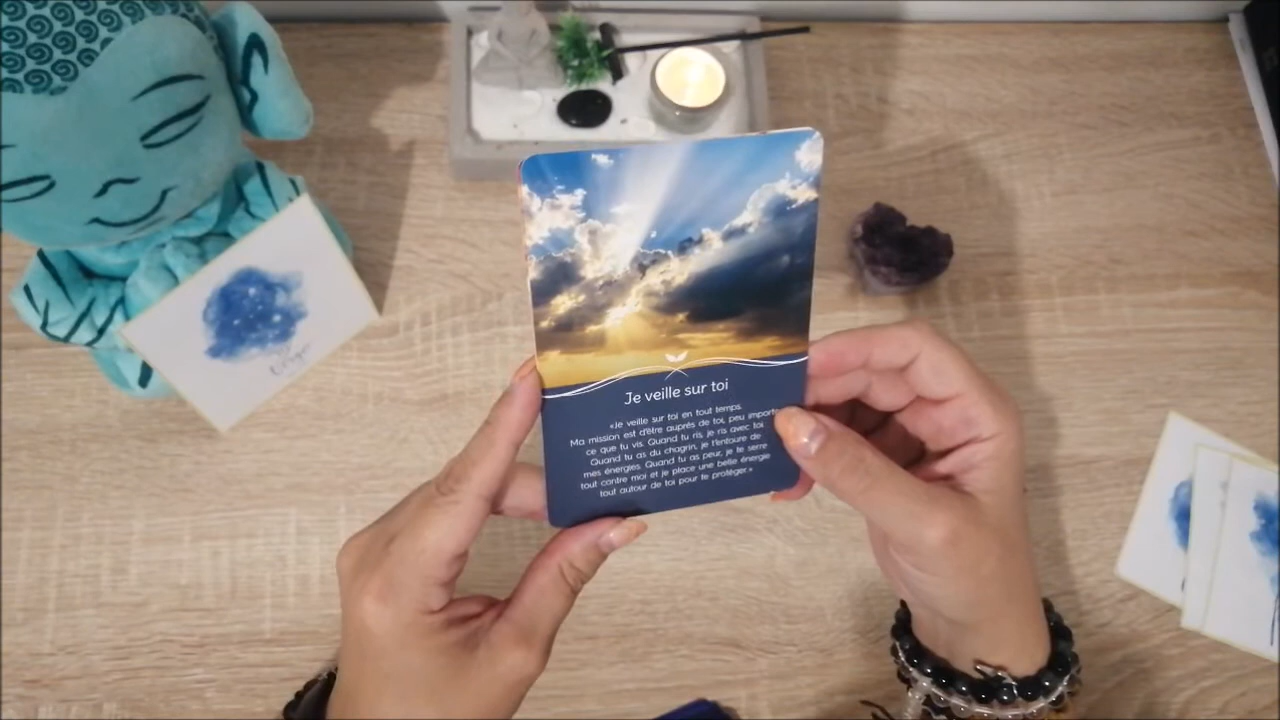 Je veille sur toi
«Je veille sur toi en tout temps.
Ma mission est d'être auprès de toi, peu importe
ce que tu vis. Quand tu ris, je ris avec toi.
Quand tu as du chagrin, je t'entoure de
mes énergies. Quand tu as peur, je te serre
tout contre moi et je place une belle énergie
tout autour de toi pour te protéger.»